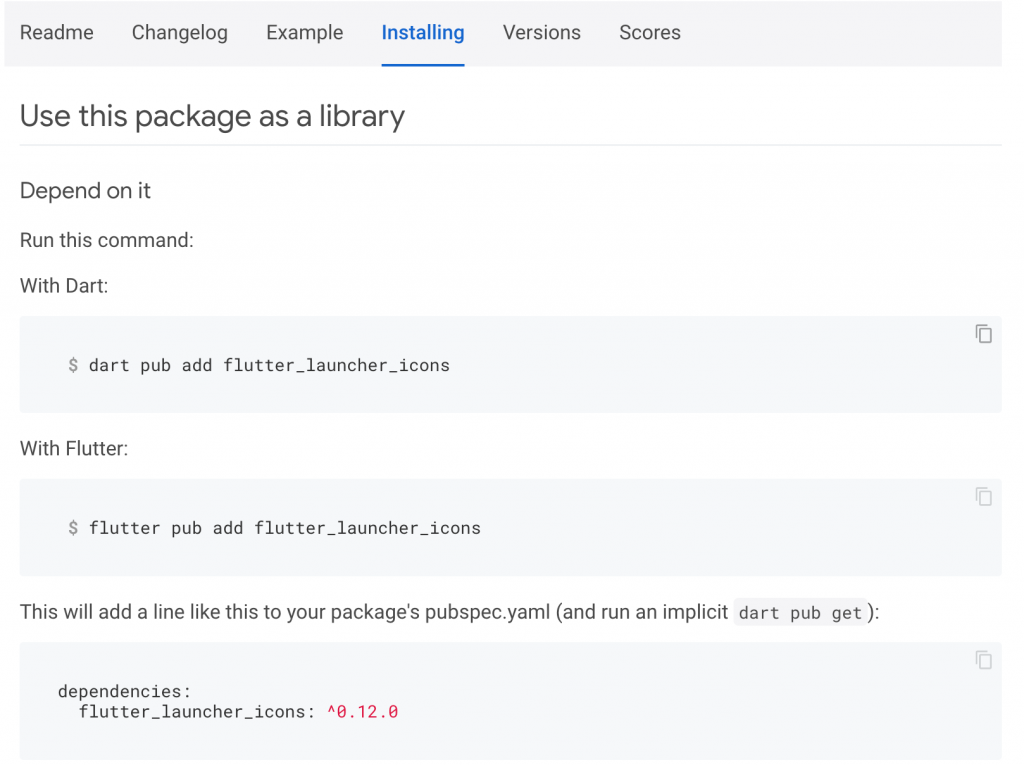 Readme Changelog Example Installing Versions Scores
Use this package as a library
Depend on it
Run this command:
With Dart:
$ dart pub add flutter_launcher_icons
With Flutter:
$ flutter pub add flutter_launcher_icons
This will add a line like this to your package's pubspec.yaml (and run an implicit dart pub get):
dependencies:
  flutter_launcher_icons: ^0.12.0